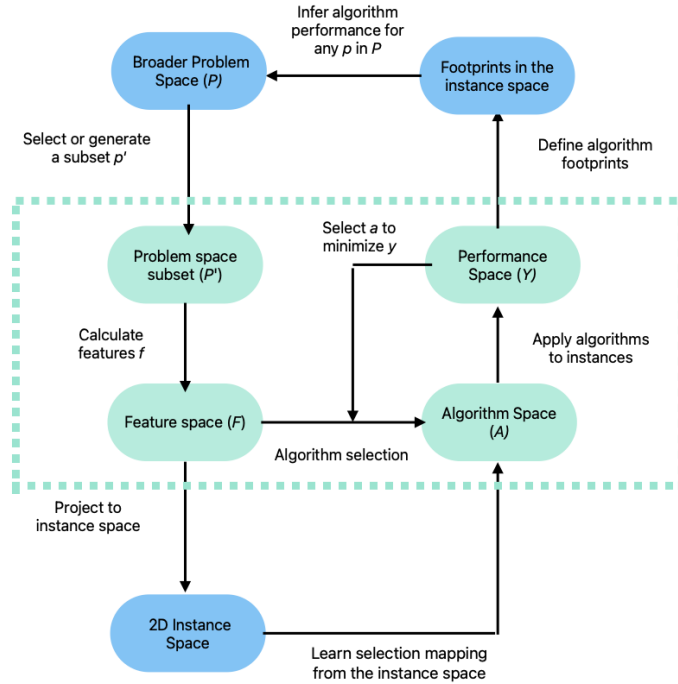 Infer algorithm
performance for
any p in P
Broader Problem
Space (P)
Footprints in the
instance space
Select or generate
a subset p'
Define algorithm
footprints
Select a to
minimize y
Problem space
subset (P')
Performance
Space (Y)
Calculate
features f
Apply algorithms
to instances
Feature space (F)
Algorithm Space
(A)
Algorithm selection
Project to
instance space
2D Instance
Space
Learn selection mapping
from the instance space